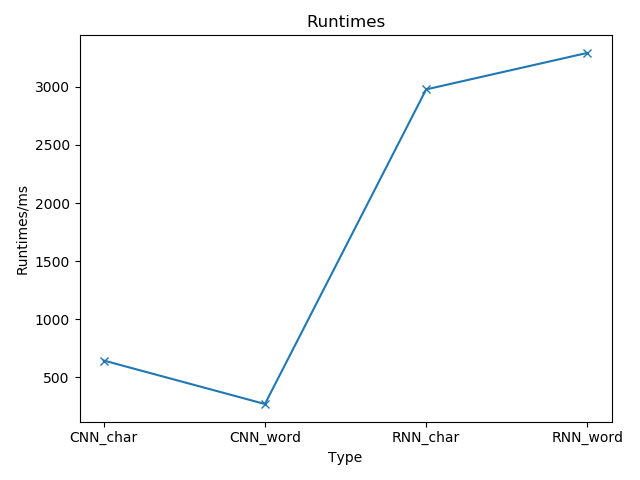 Runtimes
Runtimes/ms
3000
2500
2000
1500
1000
500
CNN_char
CNN_word
RNN_char
RNN_word
Type